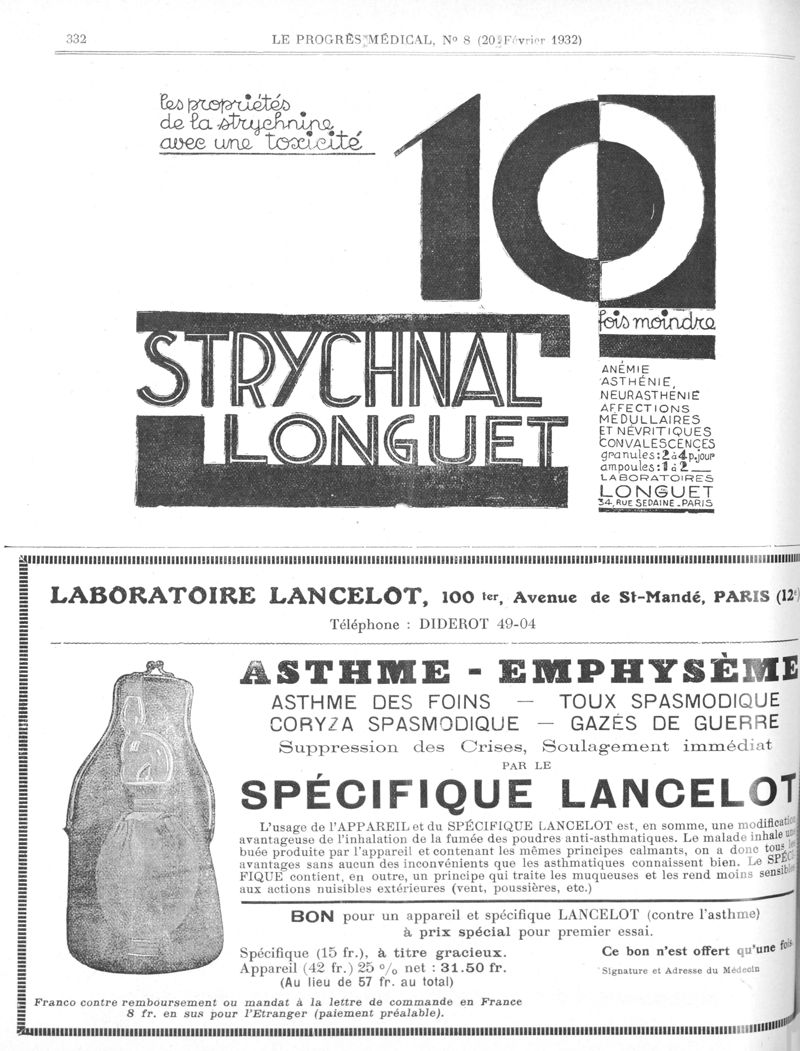 332
LE PROGRÈS MÉDICAL, No 8 (20 Février 1932)
les propriétés
de la strychnine
avec une toxicité
10
fois moindre
STRYCHNAL
LONGUET
ANÉMIE
ASTHÉNIE,
NEURASTHÉNIE
AFFECTIONS
MÉDULLAIRES
ET NÉVRITIQUES
CONVALESCENCES
granules: 2 à 4 p. jour
ampoules: 1 à 2 __
LABORATOIRES
LONGUET
34, RUE SEDAINE - PARIS
LABORATOIRE LANCELOT, 100 ter, Avenue de St-Mandé, PARIS (12e)
Téléphone : DIDEROT 49-04
ASTHME - EMPHYSÈME
ASTHME DES FOINS — TOUX SPASMODIQUE
CORYZA SPASMODIQUE — GAZÉS DE GUERRE
Suppression des Crises, Soulagement immédiat
PAR LE
SPÉCIFIQUE LANCELOT
L'usage de l'APPAREIL et du SPÉCIFIQUE LANCELOT est, en somme, une modification
avantageuse de l'inhalation de la fumée des poudres anti-asthmatiques. Le malade inhale une
buée produite par l'appareil et contenant les mêmes principes calmants, on a donc tous les
avantages sans aucun des inconvénients que les asthmatiques connaissent bien. Le SPÉCI-
FIQUE contient, en outre, un principe qui traite les muqueuses et les rend moins sensibles
aux actions nuisibles extérieures (vent, poussières, etc.)
BON pour un appareil et spécifique LANCELOT (contre l'asthme)
à prix spécial pour premier essai.
Spécifique (15 fr.), à titre gracieux.
Appareil (42 fr.) 25 % net : 31.50 fr.
(Au lieu de 57 fr. au total)
Ce bon n'est offert qu'une fois.
Signature et Adresse du Médecin
Franco contre remboursement ou mandat à la lettre de commande en France
8 fr. en sus pour l'Etranger (paiement préalable).